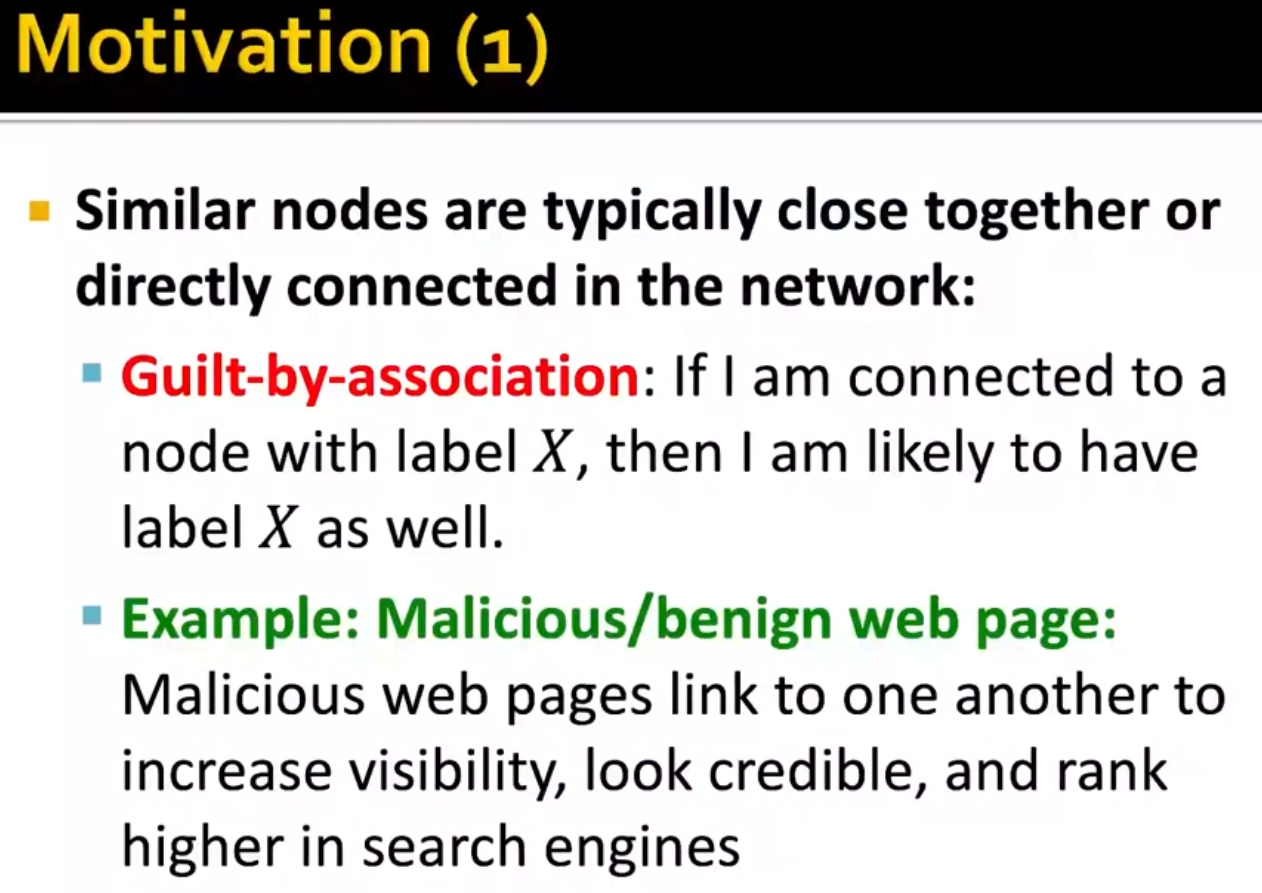 Motivation (1)
Similar nodes are typically close together or
directly connected in the network:
Guilt-by-association: If I am connected to a
node with label X, then I am likely to have
label X as well.
Example: Malicious/benign web page:
Malicious web pages link to one another to
increase visibility, look credible, and rank
higher in search engines